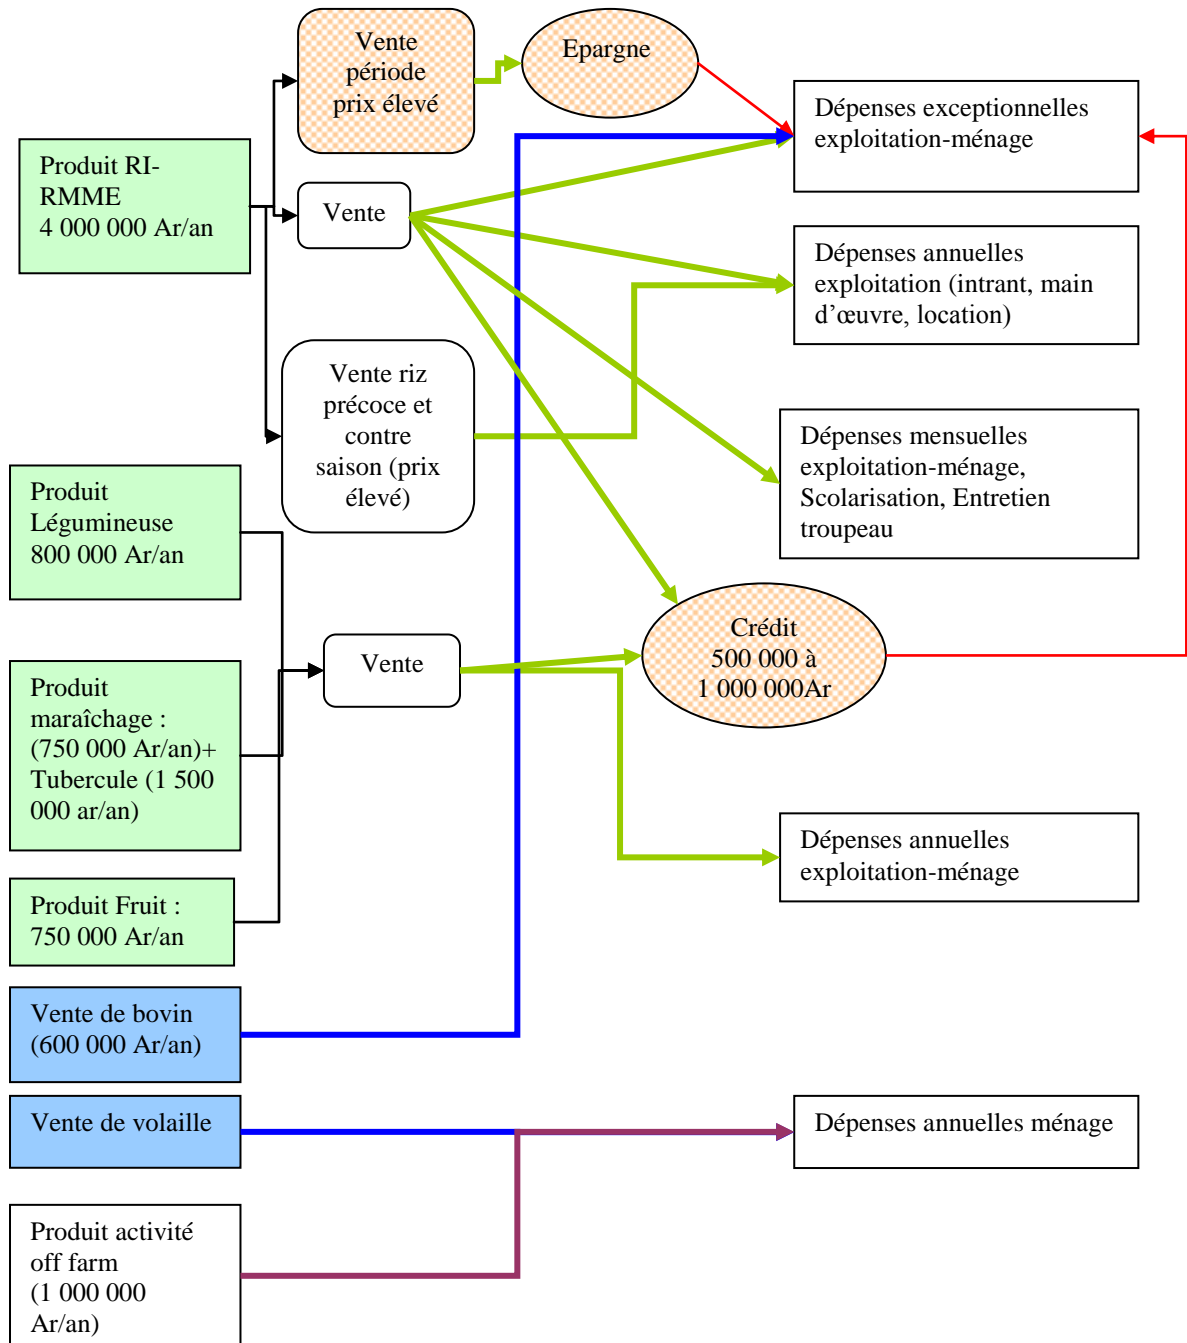 Vente
période
prix élevé
Epargne
Dépenses exceptionnelles
exploitation-ménage
Produit RI-
RMME
4 000 000 Ar/an
Vente
Dépenses annuelles
exploitation (intrant, main
d’œuvre, location)
Vente riz
précoce et
contre
saison (prix
élevé)
Dépenses mensuelles
exploitation-ménage,
Scolarisation, Entretien
troupeau
Produit
Légumineuse
800 000 Ar/an
Crédit
500 000 à
1 000 000Ar
Vente
Produit
maraîchage :
(750 000 Ar/an)+
Tubercule (1 500
000 ar/an)
Dépenses annuelles
exploitation-ménage
Produit Fruit :
750 000 Ar/an
Vente de bovin
(600 000 Ar/an)
Vente de volaille
Dépenses annuelles ménage
Produit activité
off farm
(1 000 000
Ar/an)